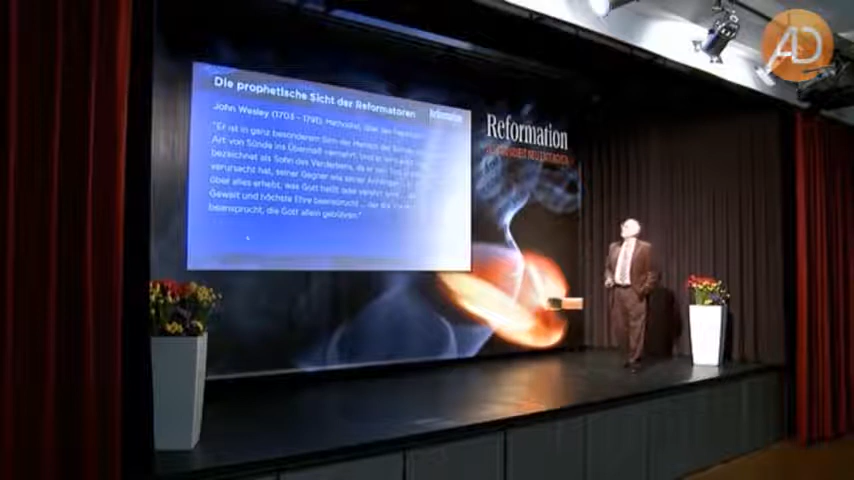 AD
Die prophetische Sicht der Reformatoren
Reformation
John Wesley (1703 - 1791), Methodist, über das
"Er ist in ganz besonderem Sinn der Mensch der Sünde
Art von Sünde ins Übermaß vermehrt. Und er wird
bezeichnet als Sohn des Verderbens, da er den Tod
verursacht hat, seiner Gegner wie seiner Anhänger
über alles erhebt, was Gott heißt oder verehrt wird
Gewalt und höchste Ehre beansprucht ... der die
beansprucht, die Gott allein gebühren."
Reformation